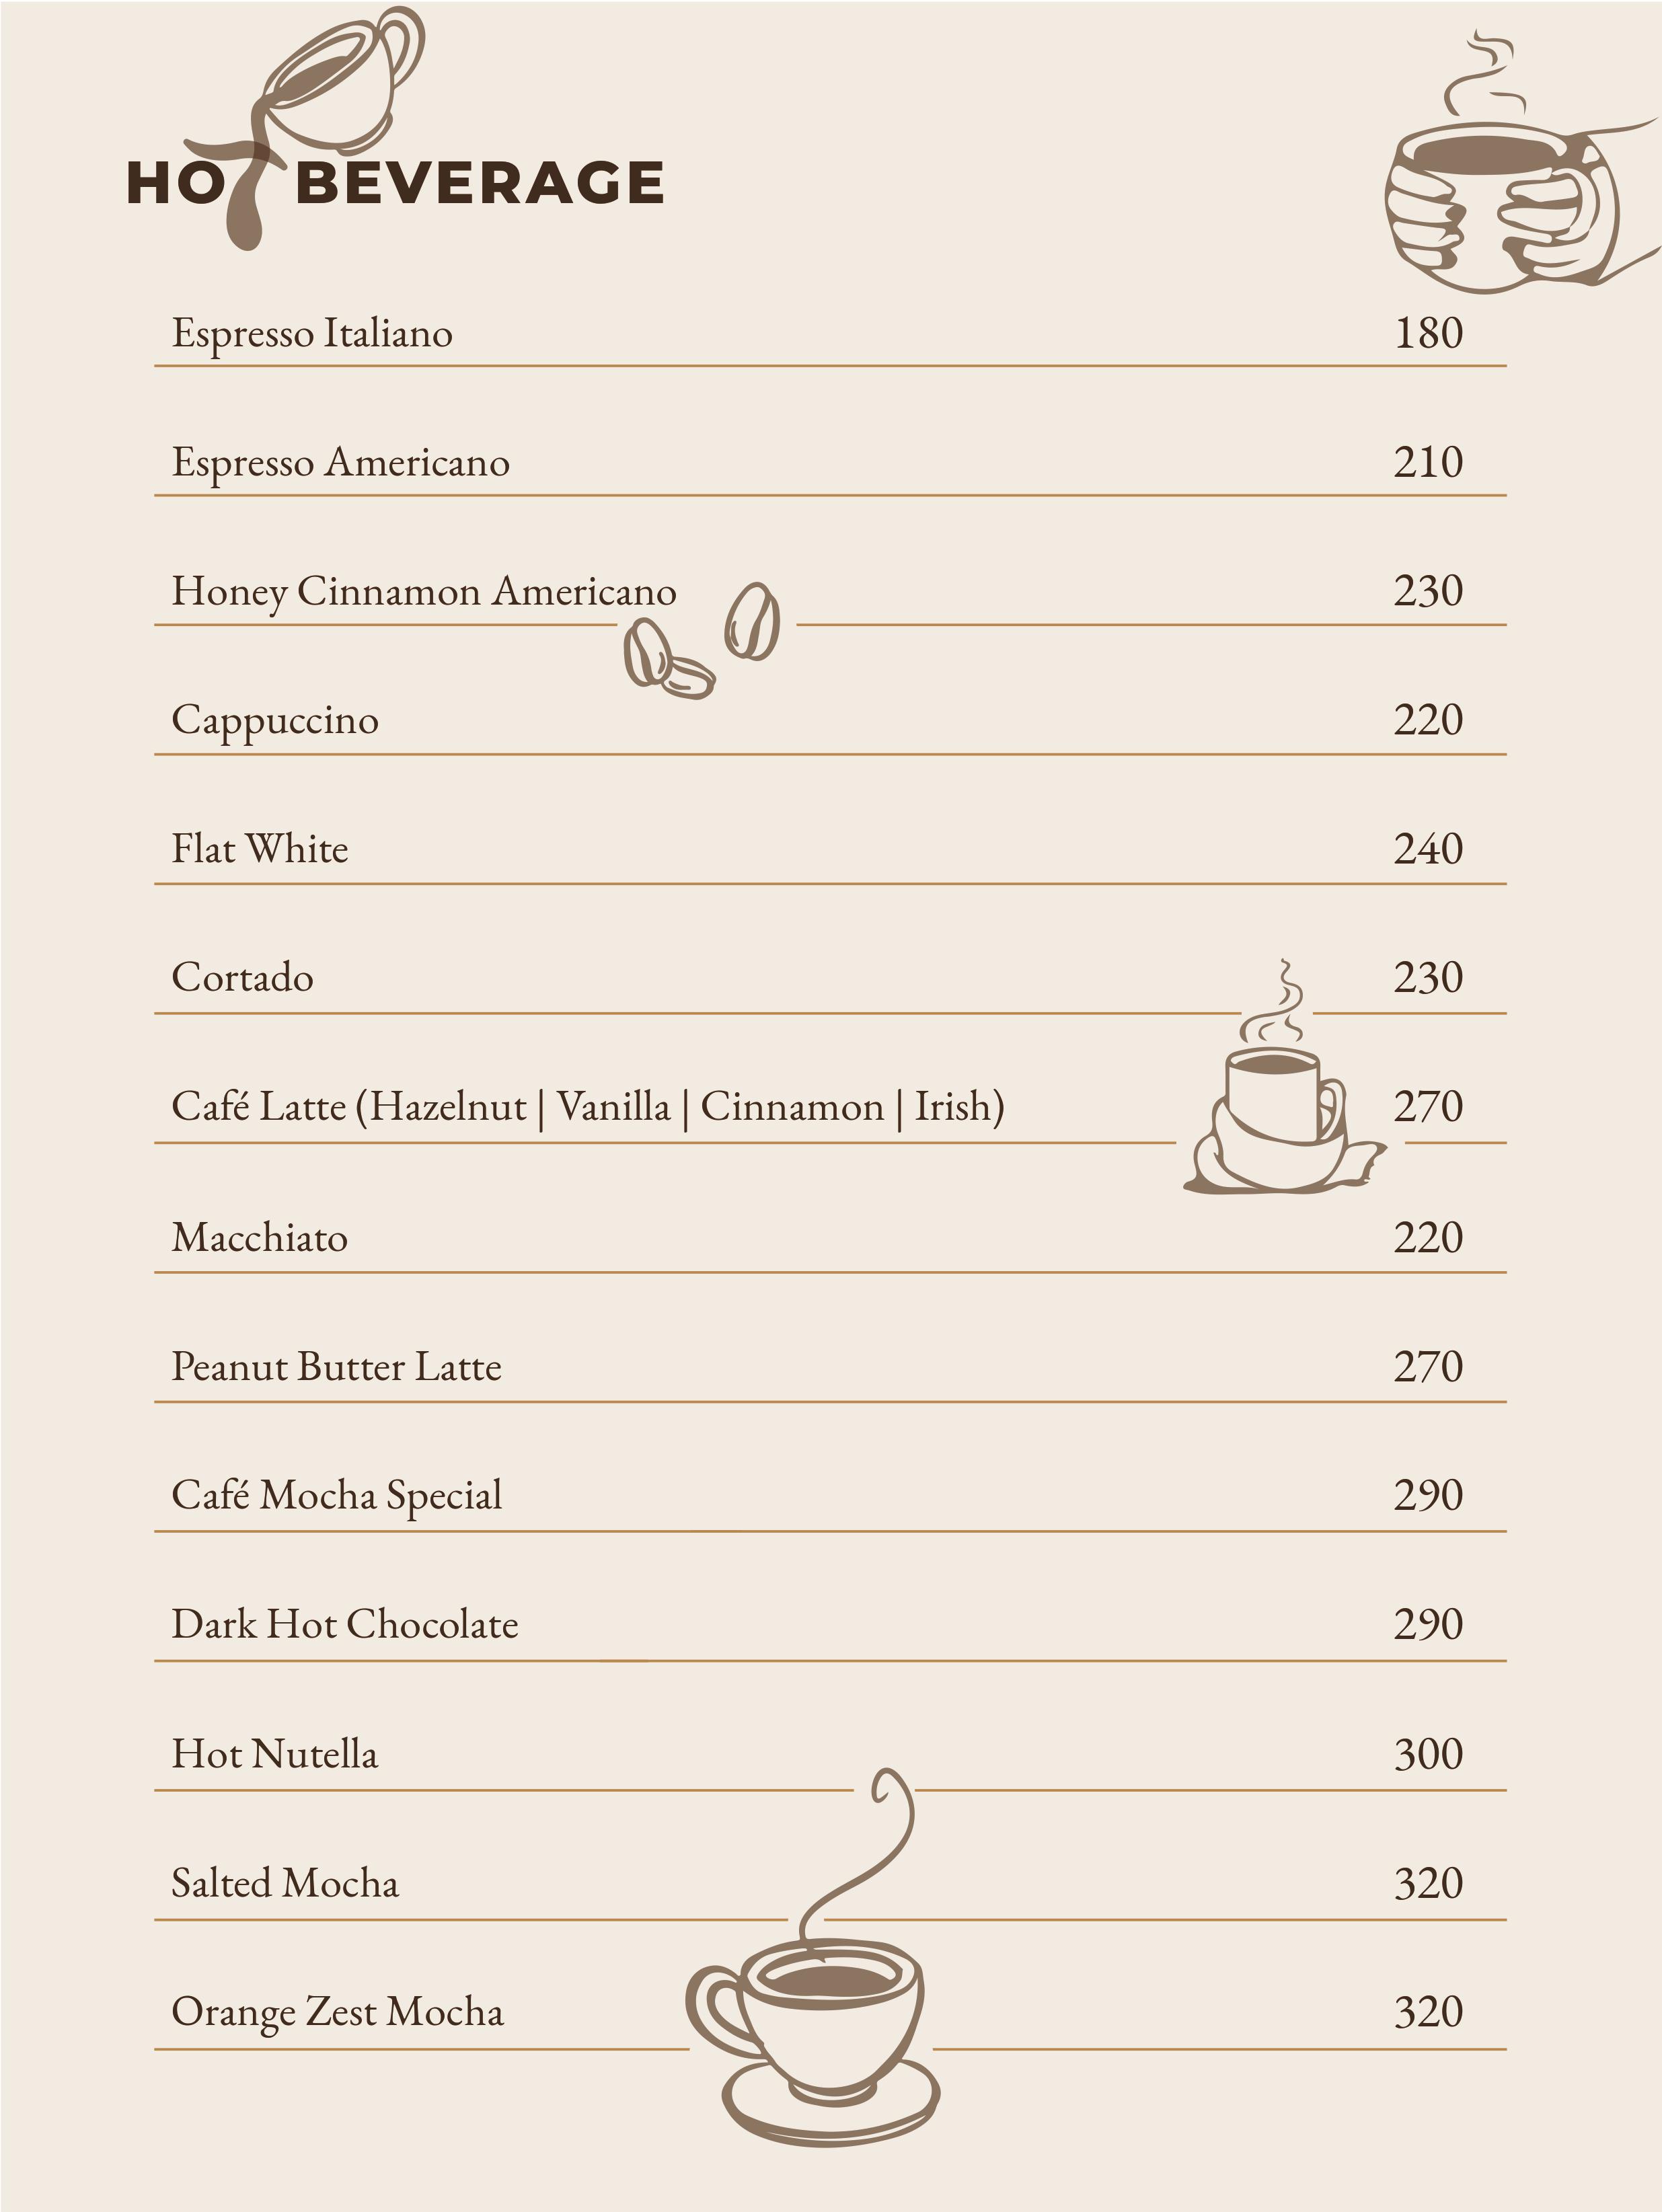 HOT BEVERAGE
Espresso Italiano 180
Espresso Americano 210
Honey Cinnamon Americano 230
Cappuccino 220
Flat White 240
Cortado 230
Café Latte (Hazelnut | Vanilla | Cinnamon | Irish) 270
Macchiato 220
Peanut Butter Latte 270
Café Mocha Special 290
Dark Hot Chocolate 290
Hot Nutella 300
Salted Mocha 320
Orange Zest Mocha 320